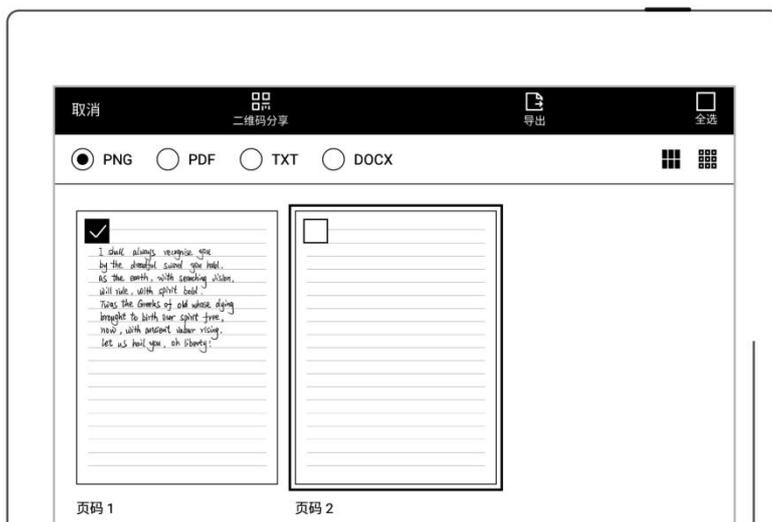 取消
二维码分享
导出
全选
PNG
PDF
TXT
DOCX
I shall always recognise you
by the dreadful sword you hold,
As the earth, with searching vision,
will rule, with spirit bold.
Twas the Greeks of old whose dying
brought to birth our spirit free,
now, with ancient valour rising,
Let us hail you, oh liberty!
页码 1
页码 2